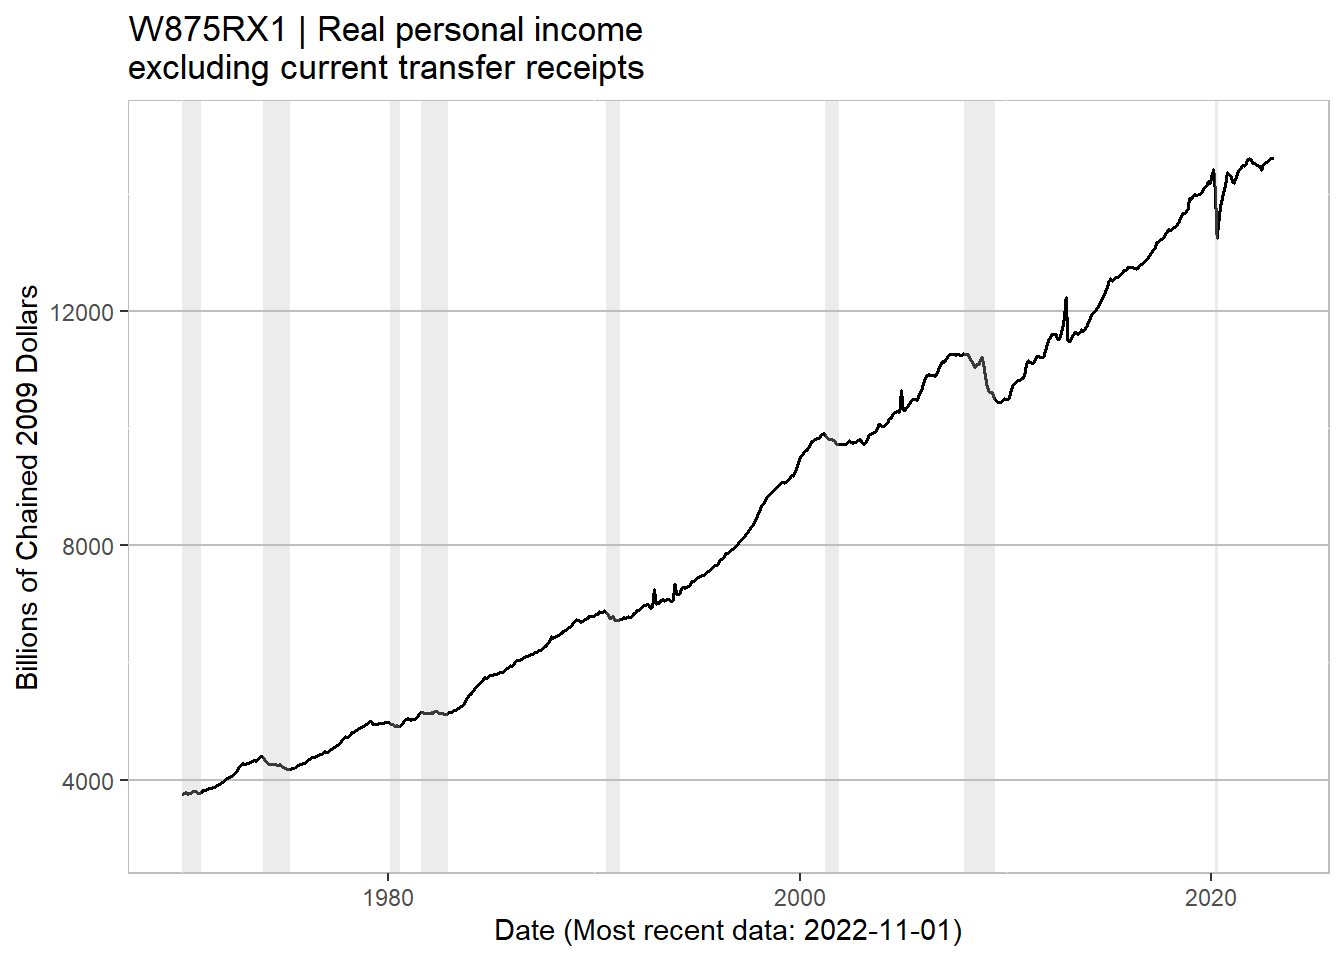 W875RX1 | Real personal income
excluding current transfer receipts
Billions of Chained 2009 Dollars
12000
8000
4000
1980
2000
2020
Date (Most recent data: 2022-11-01)